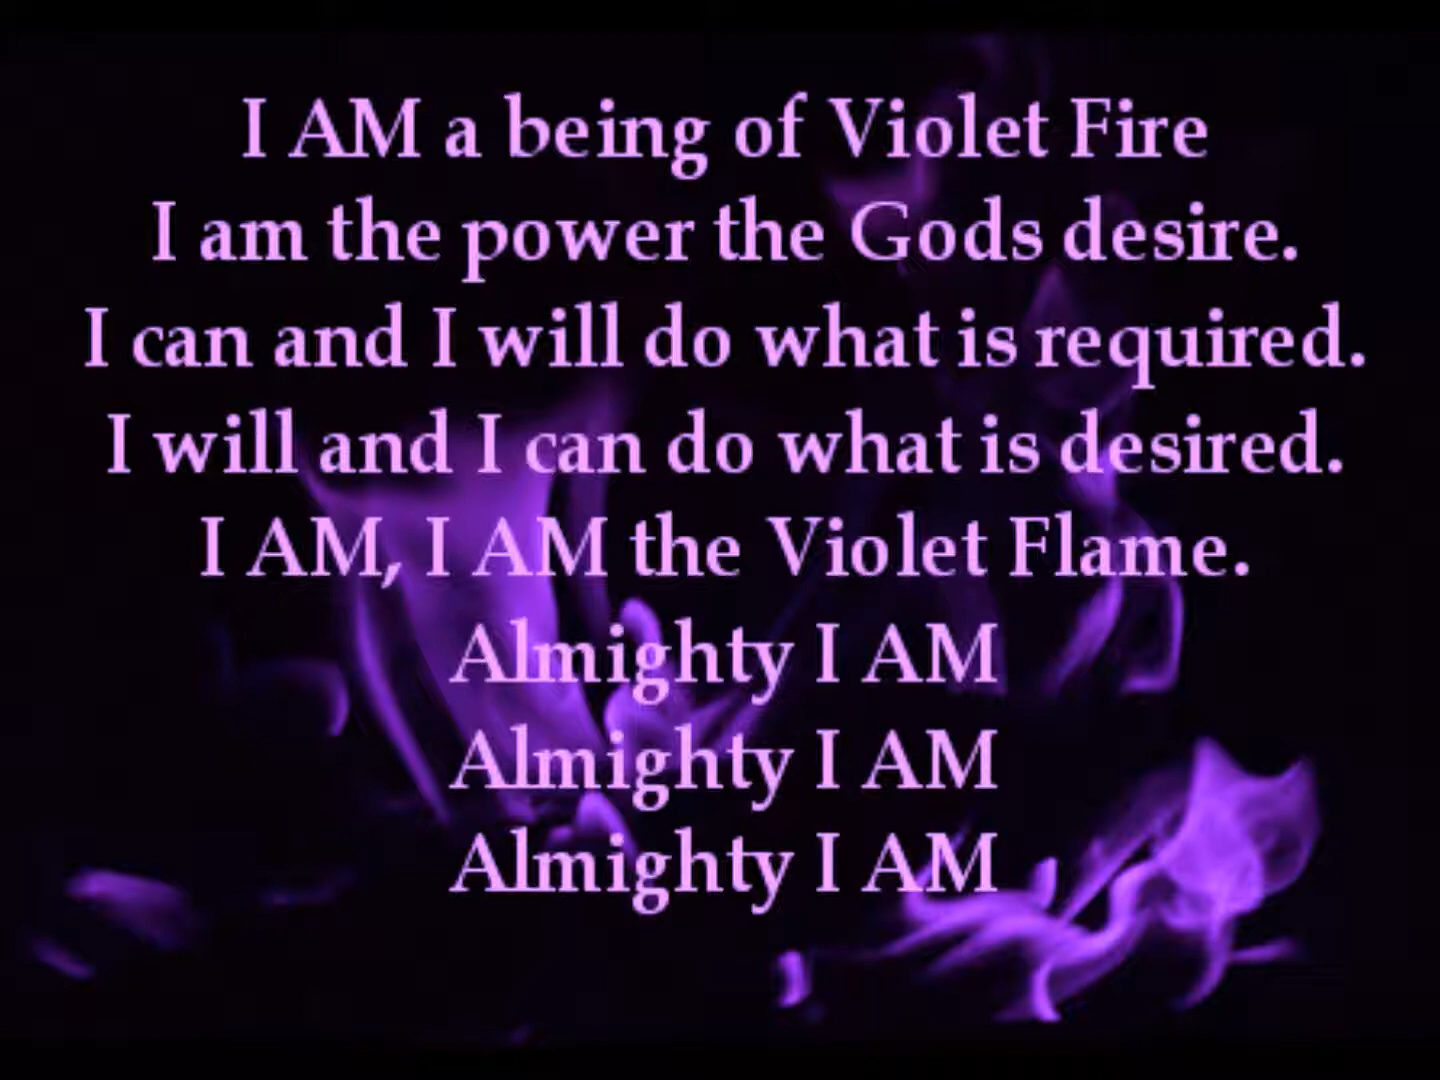 I AM a being of Violet Fire
I am the power the Gods desire.
I can and I will do what is required.
I will and I can do what is desired.
I AM, I AM the Violet Flame.
Almighty I AM
Almighty I AM
Almighty I AM